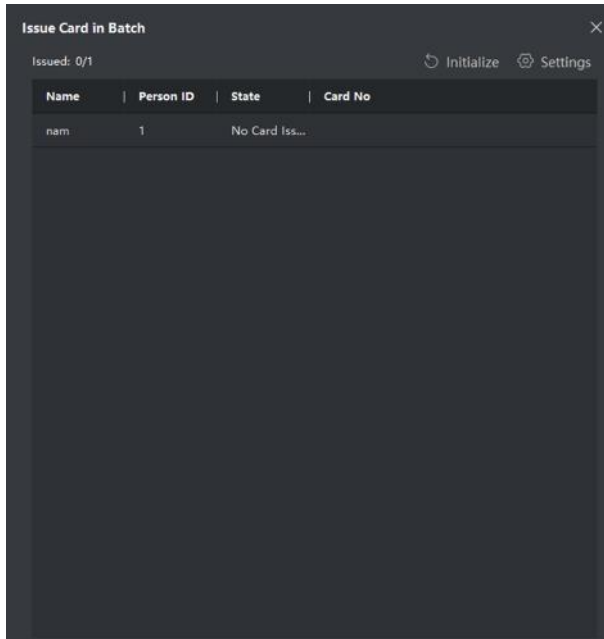 Issue Card in Batch
Issued: 0/1 Initialize Settings
Name | Person ID | State | Card No
nam 1 No Card Iss...